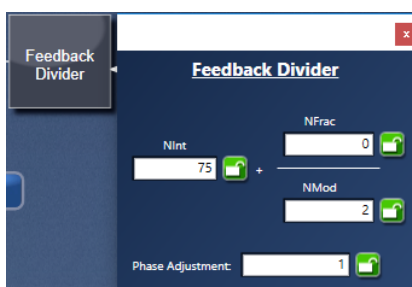 Feedback
Divider
x
Feedback Divider
NFrac
0
NInt
75
+
NMod
2
Phase Adjustment:
1